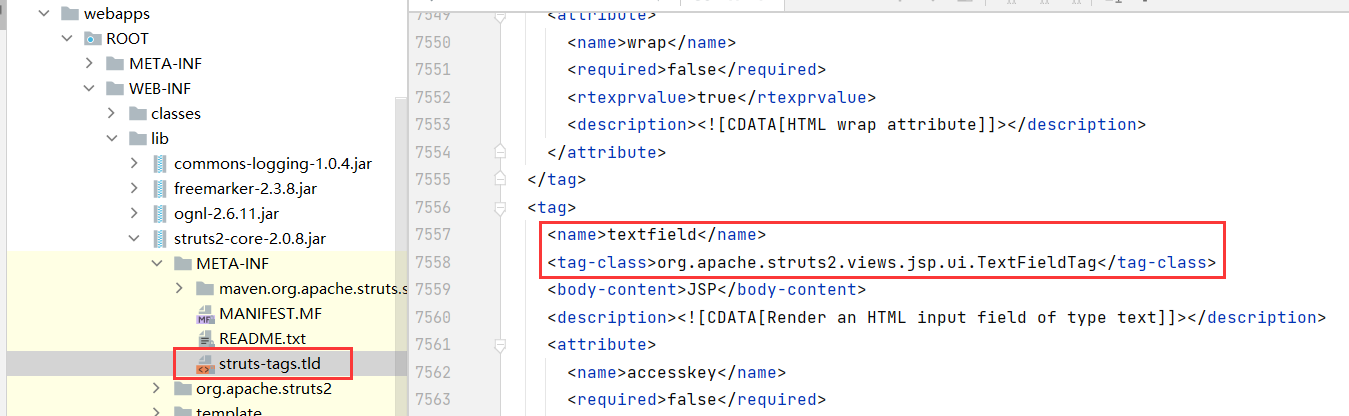 webapps
ROOT
META-INF
WEB-INF
classes
lib
commons-logging-1.0.4.jar
freemarker-2.3.8.jar
ognl-2.6.11.jar
struts2-core-2.0.8.jar
META-INF
maven.org.apache.struts.s
MANIFEST.MF
README.txt
struts-tags.tld
org.apache.struts2
template
7549 <attribute>
7550 <name>wrap</name>
7551 <required>false</required>
7552 <rtexprvalue>true</rtexprvalue>
7553 <description><![CDATA[HTML wrap attribute]]></description>
7554 </attribute>
7555 </tag>
7556 <tag>
7557 <name>textfield</name>
7558 <tag-class>org.apache.struts2.views.jsp.ui.TextFieldTag</tag-class>
7559 <body-content>JSP</body-content>
7560 <description><![CDATA[Render an HTML input field of type text]]></description>
7561 <attribute>
7562 <name>accesskey</name>
7563 <required>false</required>